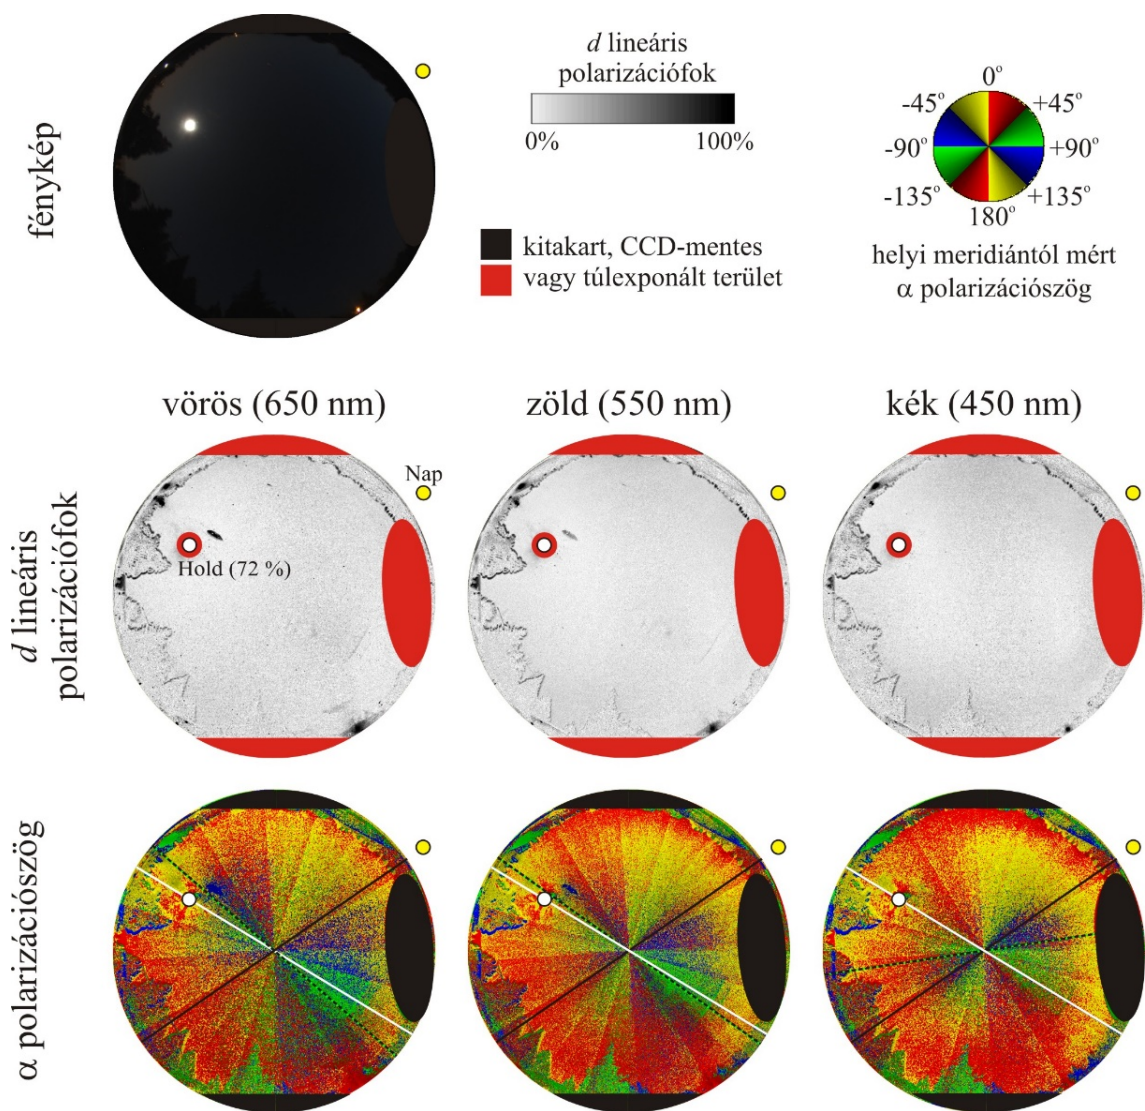 fénykép
d lineáris
polarizációfok
0%
100%
kitakart, CCD-mentes
vagy túlexponált terület
0°
-45°
+45°
-90°
+90°
-135°
+135°
180°
helyi meridiántól mért
α polarizációszög
vörös (650 nm)
zöld (550 nm)
kék (450 nm)
d lineáris
polarizációfok
Nap
Hold (72 %)
α polarizációszög